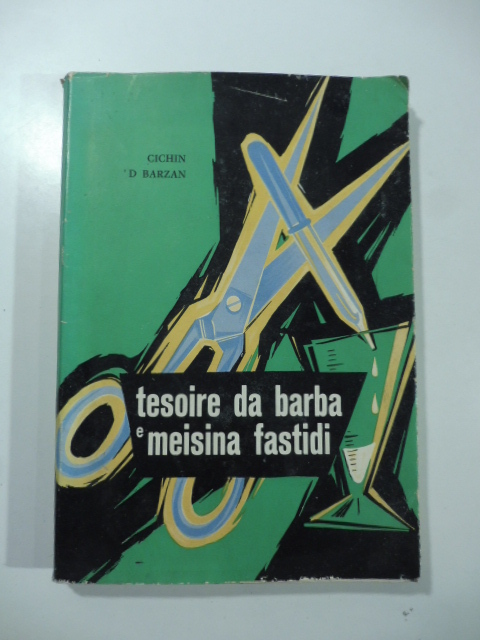 CICHIN
'D BARZAN
tesoire da barba
e meisina fastidi